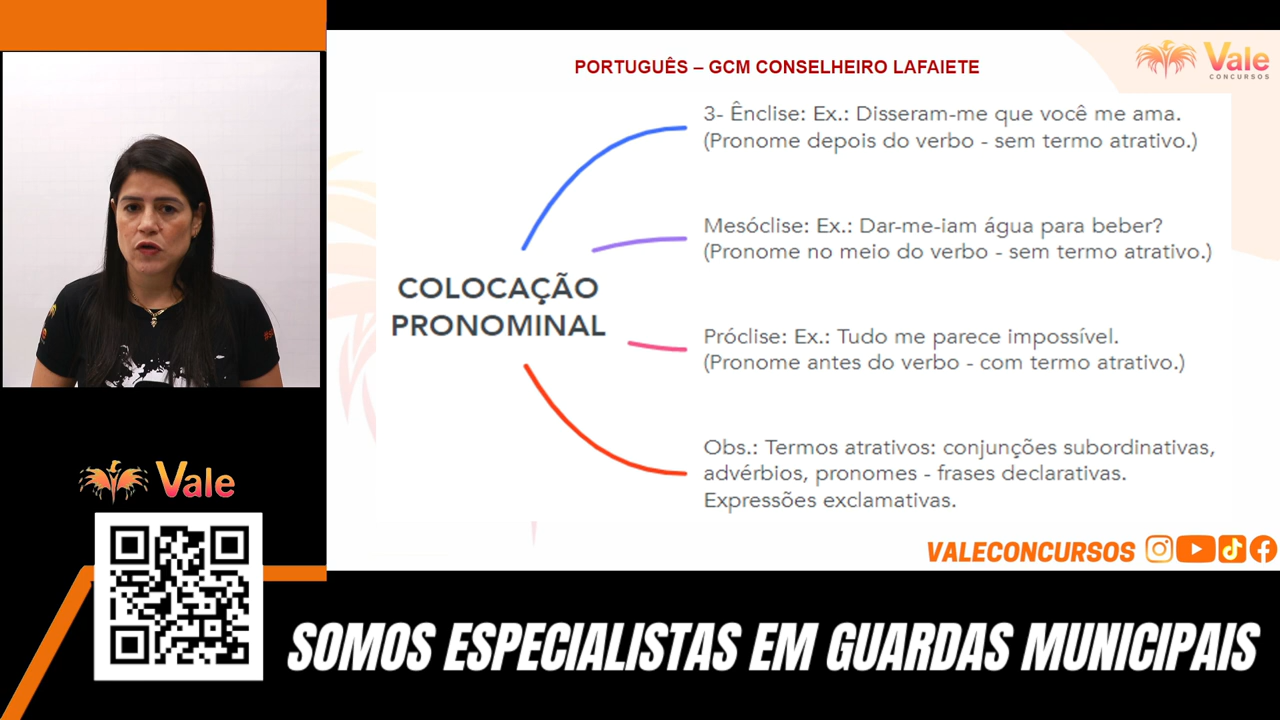 PORTUGUÊS – GCM CONSELHEIRO LAFAIETE
Vale
CONCURSOS
3- Ênclise: Ex.: Disseram-me que você me ama.
(Pronome depois do verbo - sem termo atrativo.)
Mesóclise: Ex.: Dar-me-iam água para beber?
(Pronome no meio do verbo - sem termo atrativo.)
COLOCAÇÃO
PRONOMINAL
Próclise: Ex.: Tudo me parece impossível.
(Pronome antes do verbo - com termo atrativo.)
Obs.: Termos atrativos: conjunções subordinativas,
advérbios, pronomes - frases declarativas.
Expressões exclamativas.
Vale
VALECONCURSOS
SOMOS ESPECIALISTAS EM GUARDAS MUNICIPAIS